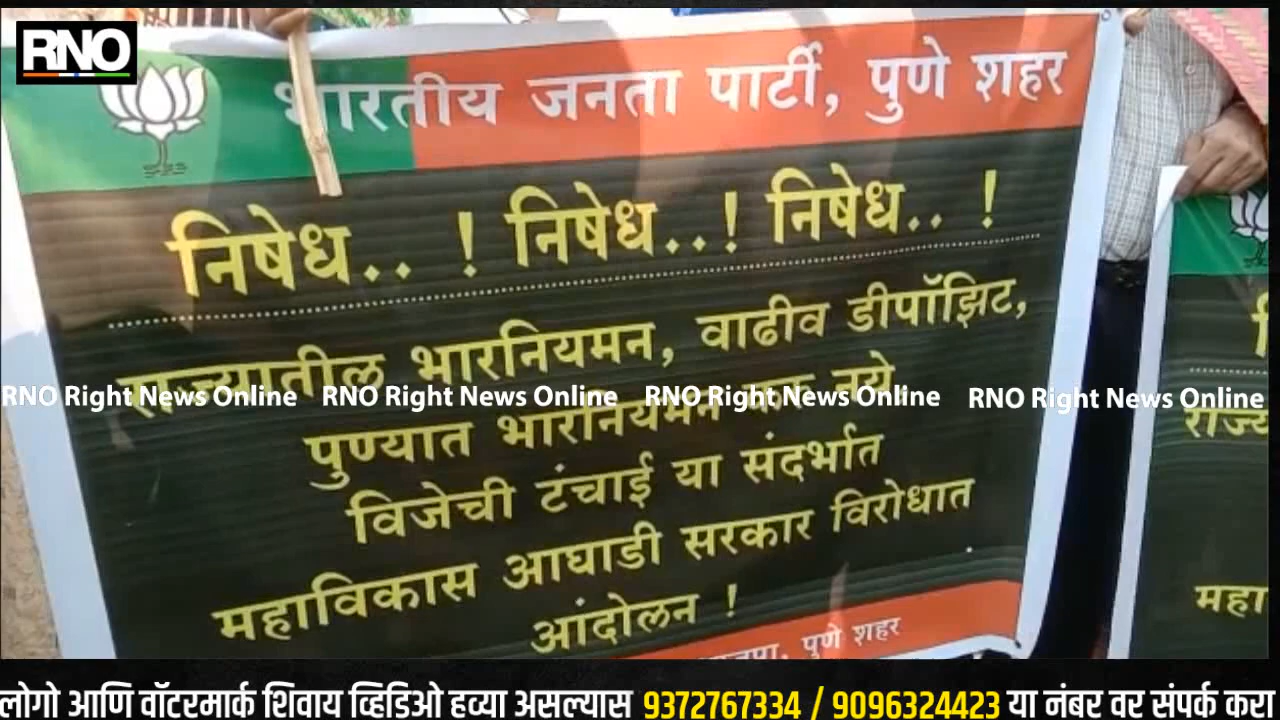 RNO
भारतीय जनता पार्टी, पुणे शहर
निषेध.. ! निषेध..! निषेध.. !
राज्यातील भारनियमन, वाढीव डीपॉझिट,
RNO Right News Online RNO Right News Online RNO Right News Online RNO Right News Online
पुण्यात भारनियमन करु नये
विजेची टंचाई या संदर्भात
महाविकास आघाडी सरकार विरोधात
आंदोलन !
पुणे शहर
राज्य
महा
लोगो आणि वॉटरमार्क शिवाय व्हिडिओ हव्या असल्यास 9372767334 / 9096324423 या नंबर वर संपर्क करा